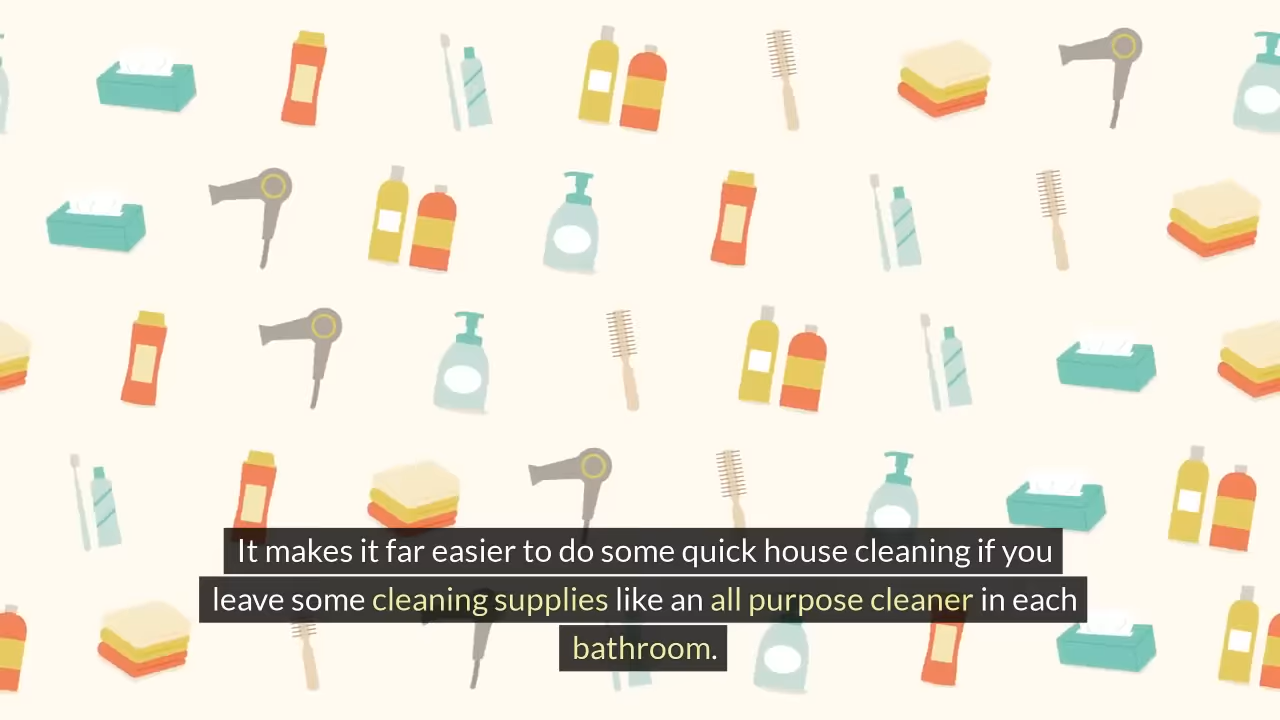 It makes it far easier to do some quick house cleaning if you
leave some cleaning supplies like an all purpose cleaner in each
bathroom.